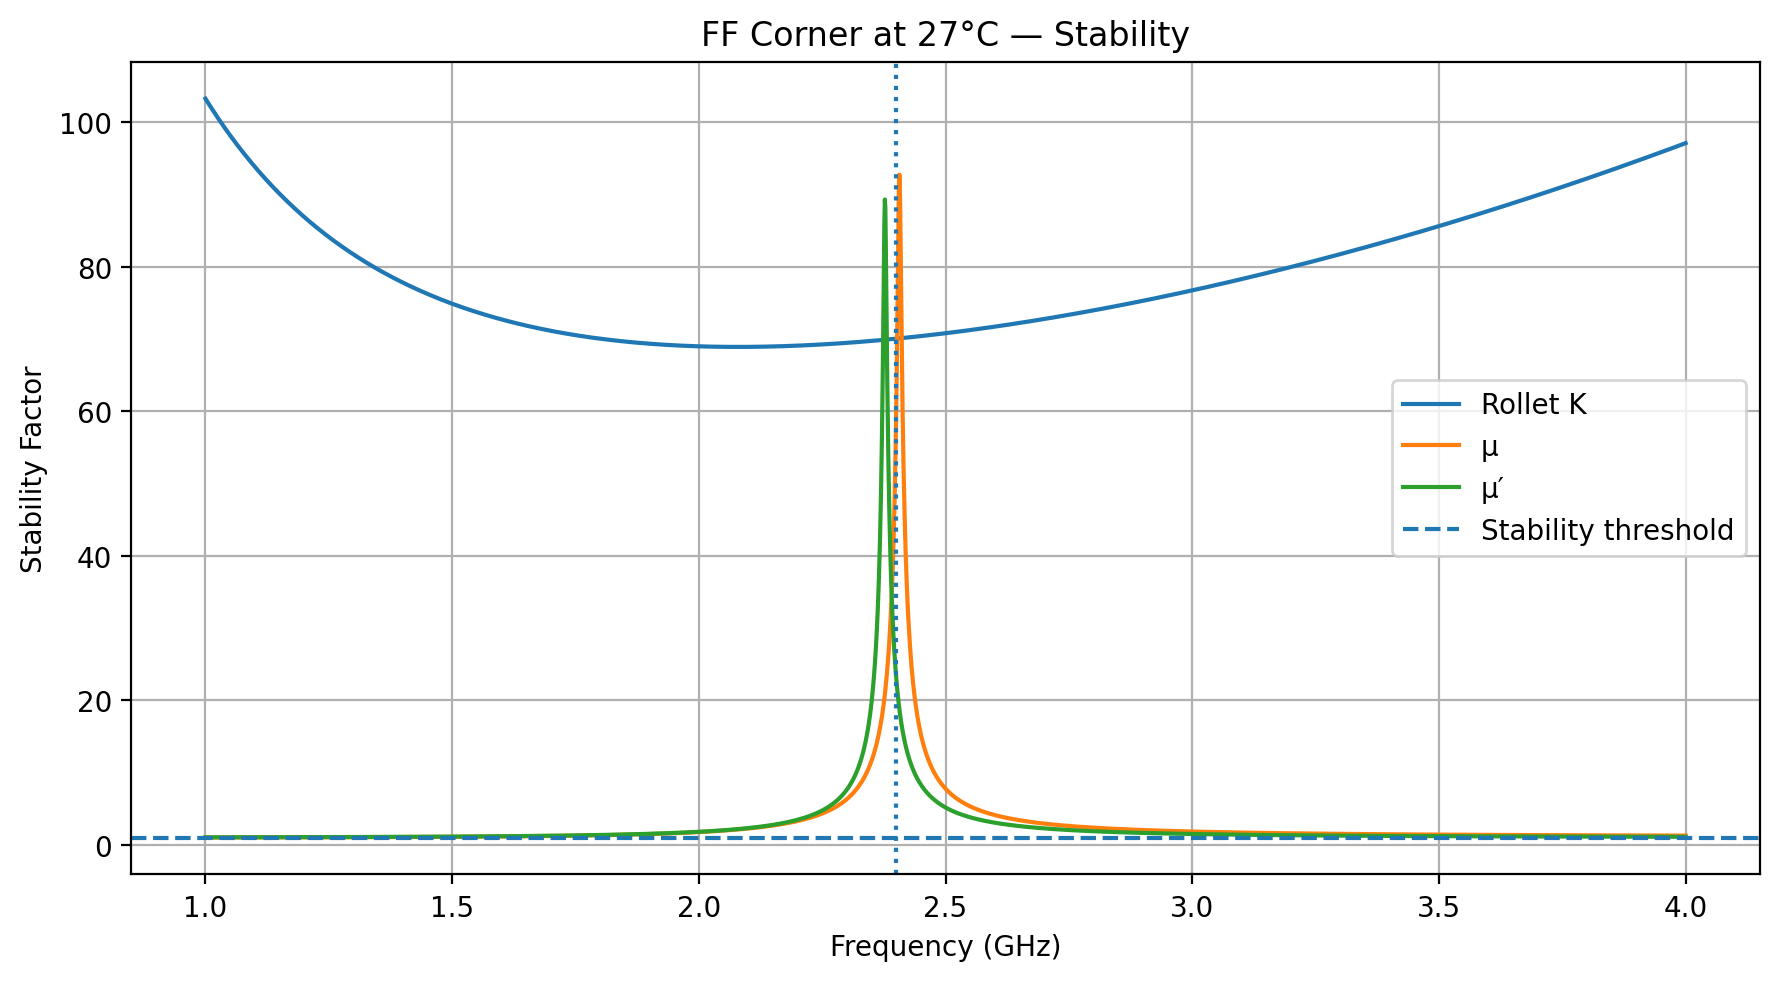 FF Corner at 27°C — Stability
Stability Factor
100
80
60
40
20
0
Rollet K
μ
μ′
Stability threshold
1.0 1.5 2.0 2.5 3.0 3.5 4.0
Frequency (GHz)